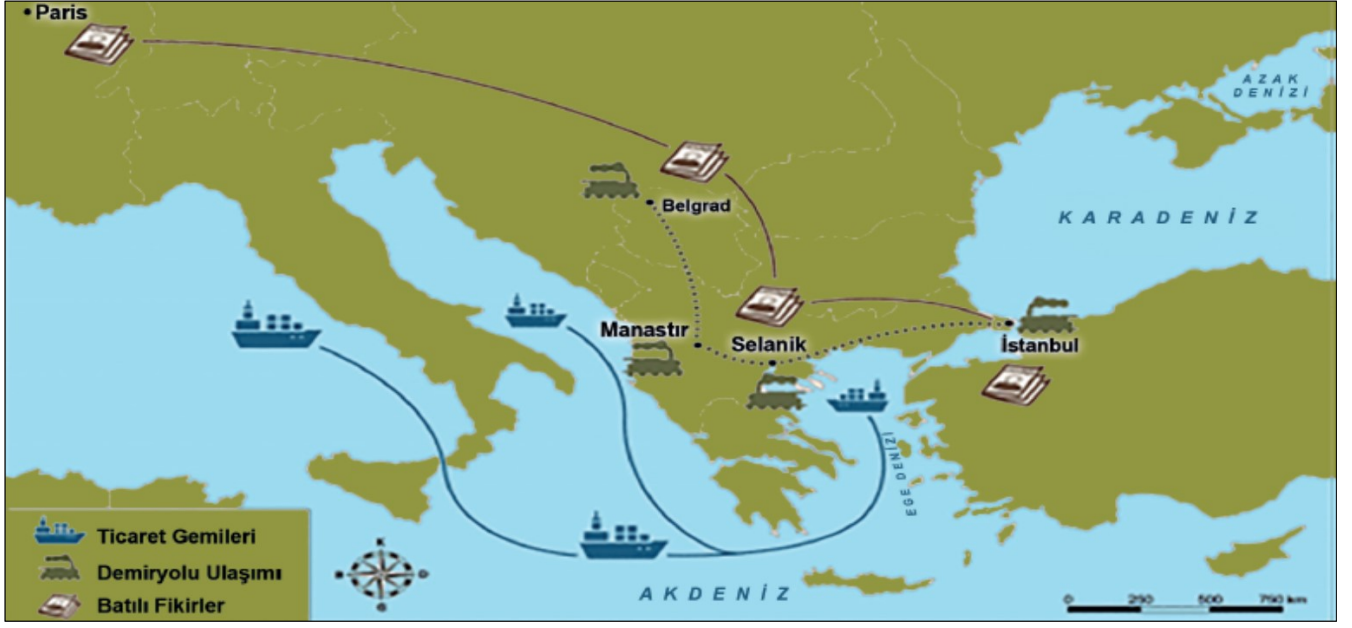 Paris
AZAK
DENİZİ
KARADENİZ
Belgrad
Manastır
Selanik
İstanbul
EGE DENİZİ
Ticaret Gemileri
Demiryolu Ulaşımı
Batılı Fikirler
K
D
G
B
AKDENİZ
0 250 500 750 km